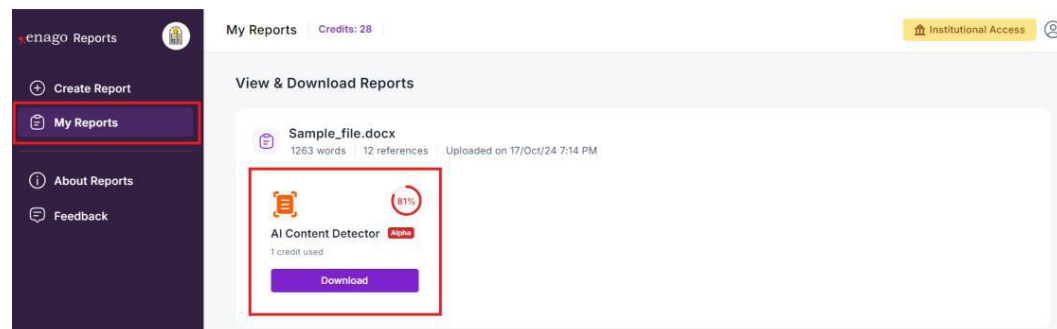 enago Reports
Create Report
My Reports
About Reports
Feedback
My Reports Credits: 28 Institutional Access
View & Download Reports
Sample_file.docx
1263 words 12 references Uploaded on 17/Oct/24 7:14 PM
81%
AI Content Detector Alpha
1 credit used
Download